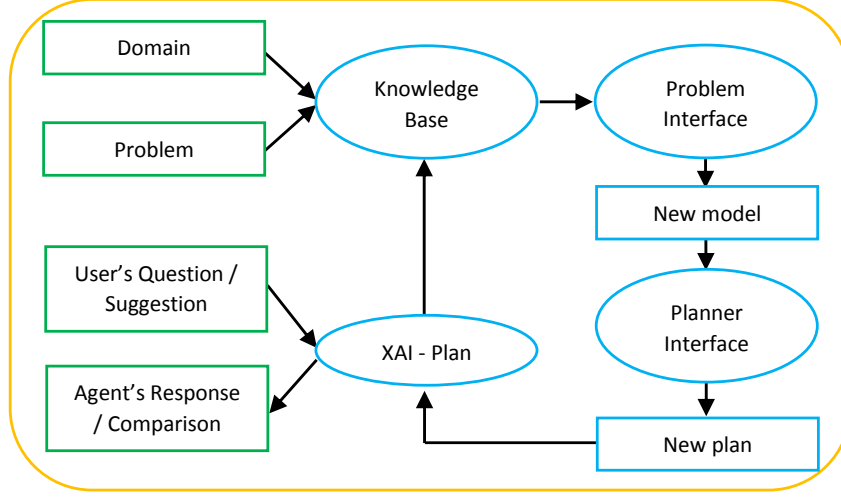 Domain
Knowledge
Base
Problem
Interface
Problem
New model
User's Question /
Suggestion
XAI - Plan
Planner
Interface
Agent's Response
/ Comparison
New plan